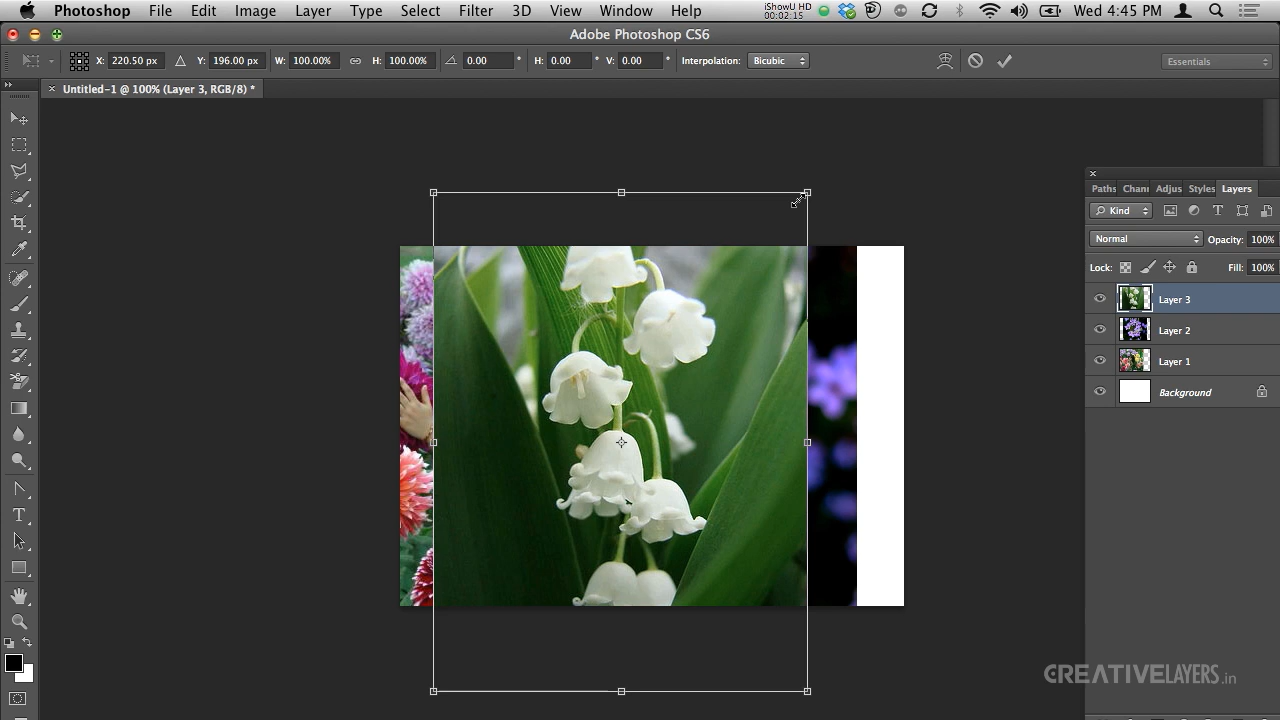 Photoshop File Edit Image Layer Type Select Filter 3D View Window Help iShowU HD 00:02:15 Wed 4:45 PM
Adobe Photoshop CS6
X: 220.50 px Y: 196.00 px W: 100.00% H: 100.00% 0.00 ° H: 0.00 ° V: 0.00 ° Interpolation: Bicubic Essentials
× Untitled-1 @ 100% (Layer 3, RGB/8) *
Paths Chann Adjus Styles Layers
Kind T
Normal Opacity: 100%
Lock: Fill: 100%
Layer 3
Layer 2
Layer 1
Background
T
CREATIVELAYERS.in